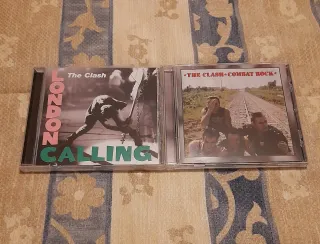 The Clash
LONDON
CALLING
•THE CLASH•COMBAT ROCK•